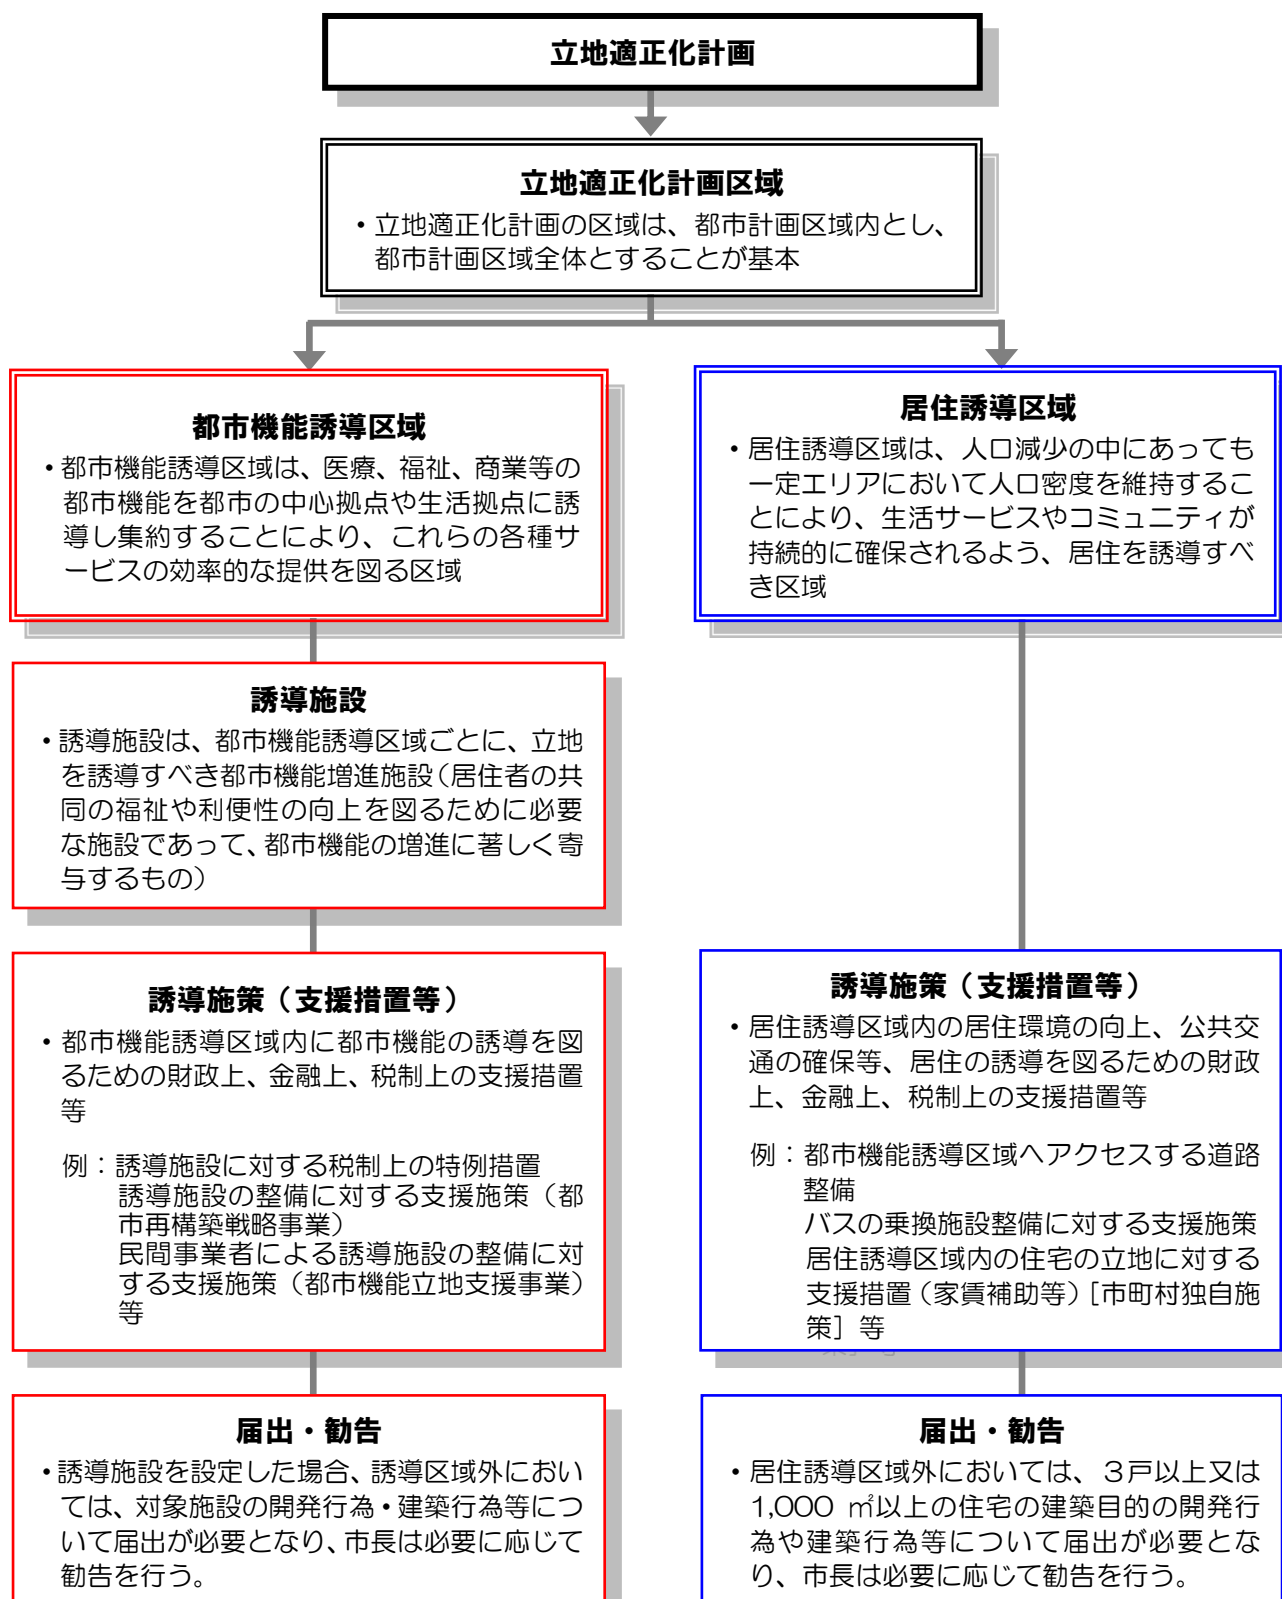 立地適正化計画
立地適正化計画区域
・立地適正化計画の区域は、都市計画区域内とし、
都市計画区域全体とすることが基本
都市機能誘導区域
・都市機能誘導区域は、医療、福祉、商業等の
都市機能を都市の中心拠点や生活拠点に誘
導し集約することにより、これらの各種サ
ービスの効率的な提供を図る区域
誘導施設
・誘導施設は、都市機能誘導区域ごとに、立地
を誘導すべき都市機能増進施設（居住者の共
同の福祉や利便性の向上を図るために必要
な施設であって、都市機能の増進に著しく寄
与するもの）
誘導施策（支援措置等）
・都市機能誘導区域内に都市機能の誘導を図
るための財政上、金融上、税制上の支援措置
等
例：誘導施設に対する税制上の特例措置
誘導施設の整備に対する支援施策（都
市再構築戦略事業）
民間事業者による誘導施設の整備に対
する支援施策（都市機能立地支援事業）
等
届出・勧告
・誘導施設を設定した場合、誘導区域外におい
ては、対象施設の開発行為・建築行為等につ
いて届出が必要となり、市長は必要に応じて
勧告を行う。
居住誘導区域
・居住誘導区域は、人口減少の中にあっても
一定エリアにおいて人口密度を維持するこ
とにより、生活サービスやコミュニティが
持続的に確保されるよう、居住を誘導すべ
き区域
誘導施策（支援措置等）
・居住誘導区域内の居住環境の向上、公共交
通の確保等、居住の誘導を図るための財政
上、金融上、税制上の支援措置等
例：都市機能誘導区域へアクセスする道路
整備
バスの乗換施設整備に対する支援施策
居住誘導区域内の住宅の立地に対する
支援措置（家賃補助等）［市町村独自施
策］等
届出・勧告
・居住誘導区域外においては、３戸以上又は
1,000 ㎡以上の住宅の建築目的の開発行
為や建築行為等について届出が必要とな
り、市長は必要に応じて勧告を行う。